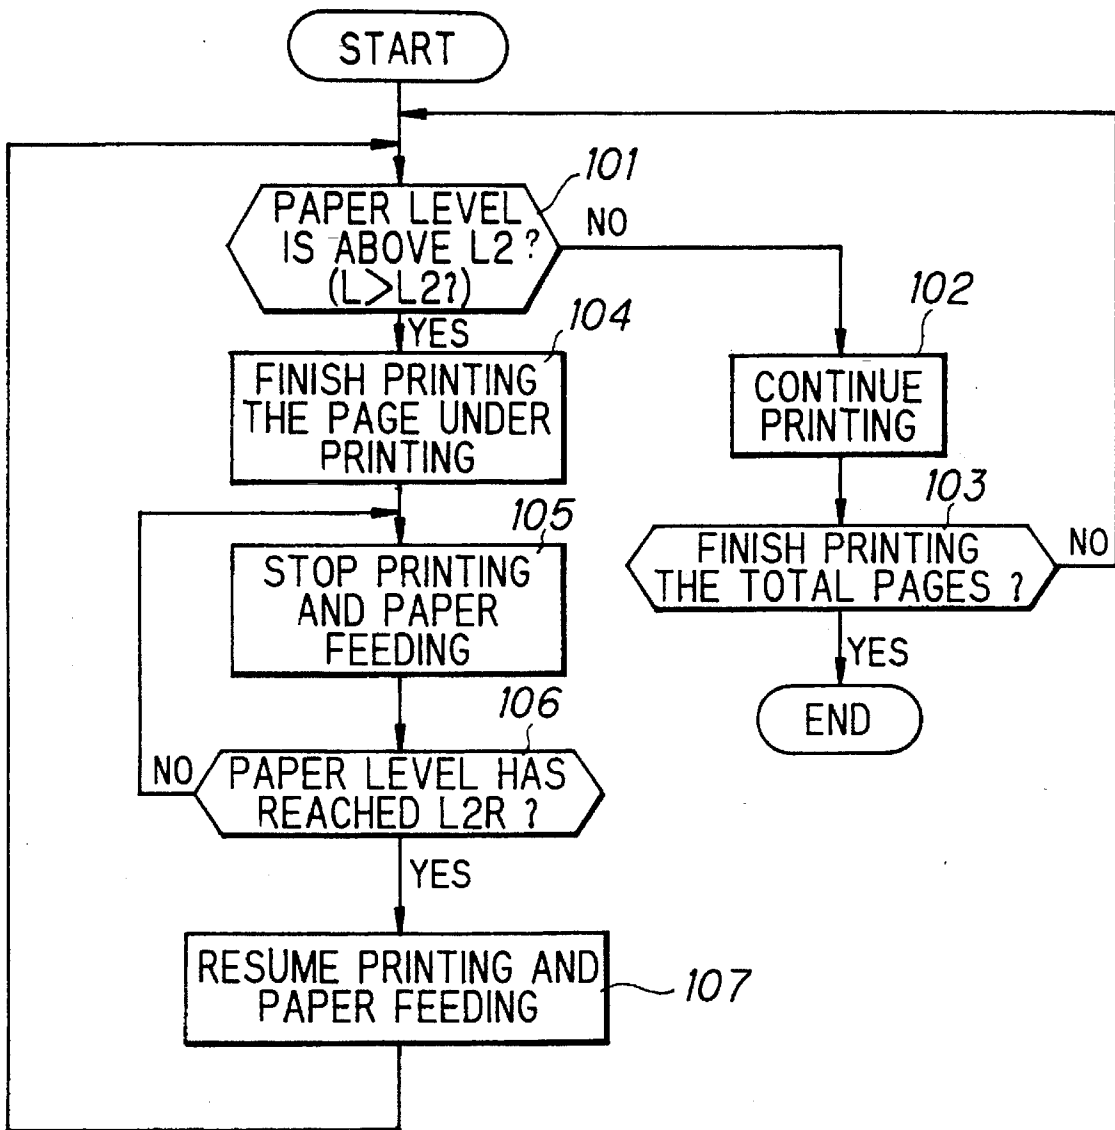 START
101
PAPER LEVEL
IS ABOVE L2?
(L>L2?)
NO
YES
104
FINISH PRINTING
THE PAGE UNDER
PRINTING
102
CONTINUE
PRINTING
103
FINISH PRINTING
THE TOTAL PAGES ?
NO
YES
END
105
STOP PRINTING
AND PAPER
FEEDING
106
PAPER LEVEL HAS
REACHED L2R ?
NO
YES
RESUME PRINTING AND
PAPER FEEDING
107